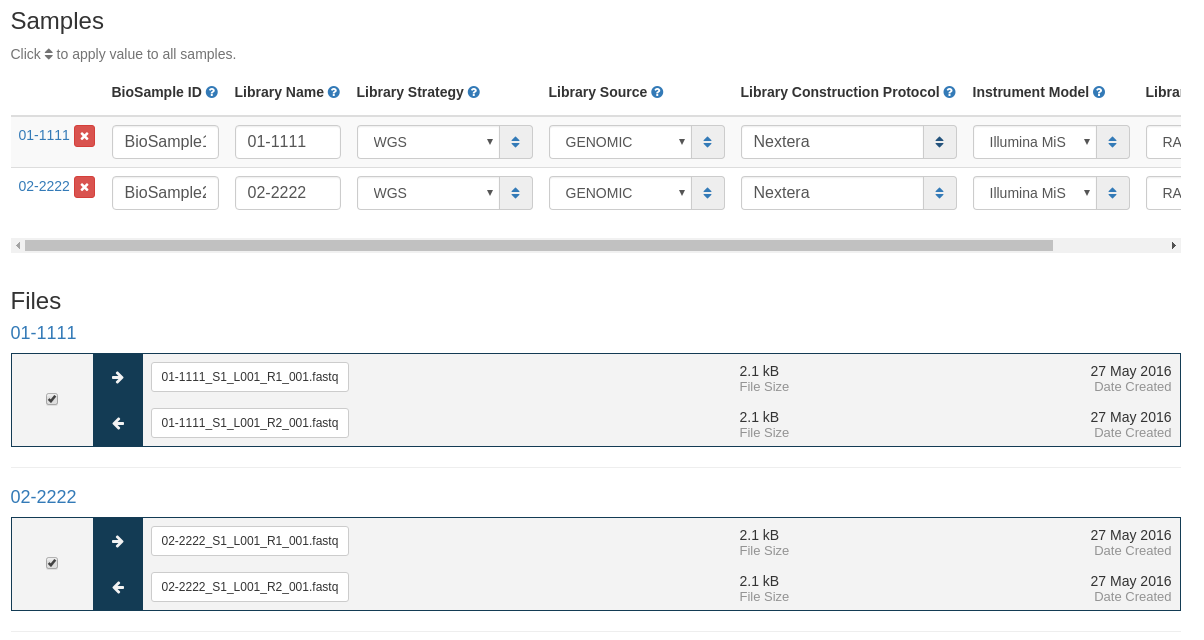 Samples
Click to apply value to all samples.
BioSample ID Library Name Library Strategy Library Source Library Construction Protocol Instrument Model Libra
01-1111 BioSample1 01-1111 WGS GENOMIC Nextera Illumina MiS RA
02-2222 BioSample2 02-2222 WGS GENOMIC Nextera Illumina MiS RA
Files
01-1111
01-1111_S1_L001_R1_001.fastq 2.1 kB 27 May 2016
File Size Date Created
01-1111_S1_L001_R2_001.fastq 2.1 kB 27 May 2016
File Size Date Created
02-2222
02-2222_S1_L001_R1_001.fastq 2.1 kB 27 May 2016
File Size Date Created
02-2222_S1_L001_R2_001.fastq 2.1 kB 27 May 2016
File Size Date Created